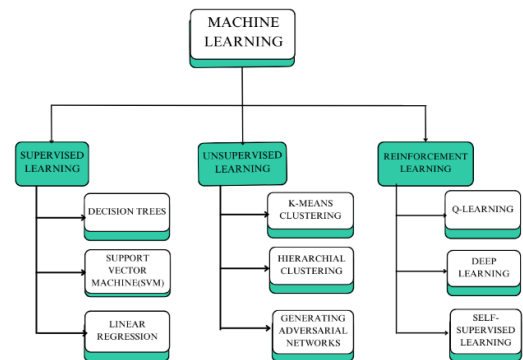 MACHINE
LEARNING
SUPERVISED
LEARNING
UNSUPERVISED
LEARNING
REINFORCEMENT
LEARNING
DECISION TREES
SUPPORT
VECTOR
MACHINE(SVM)
LINEAR
REGRESSION
K-MEANS
CLUSTERING
HIERARCHIAL
CLUSTERING
GENERATING
ADVERSARIAL
NETWORKS
Q-LEARNING
DEEP
LEARNING
SELF-
SUPERVISED
LEARNING